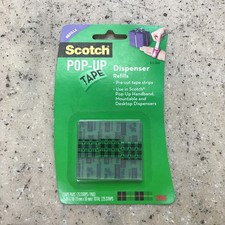 Scotch
POP-UP
TAPE
Dispenser
Refills
• Pre-cut tape strips
• Use in Scotch®
Pop-Up Handband,
Mountable and
Desktop Dispensers
3M